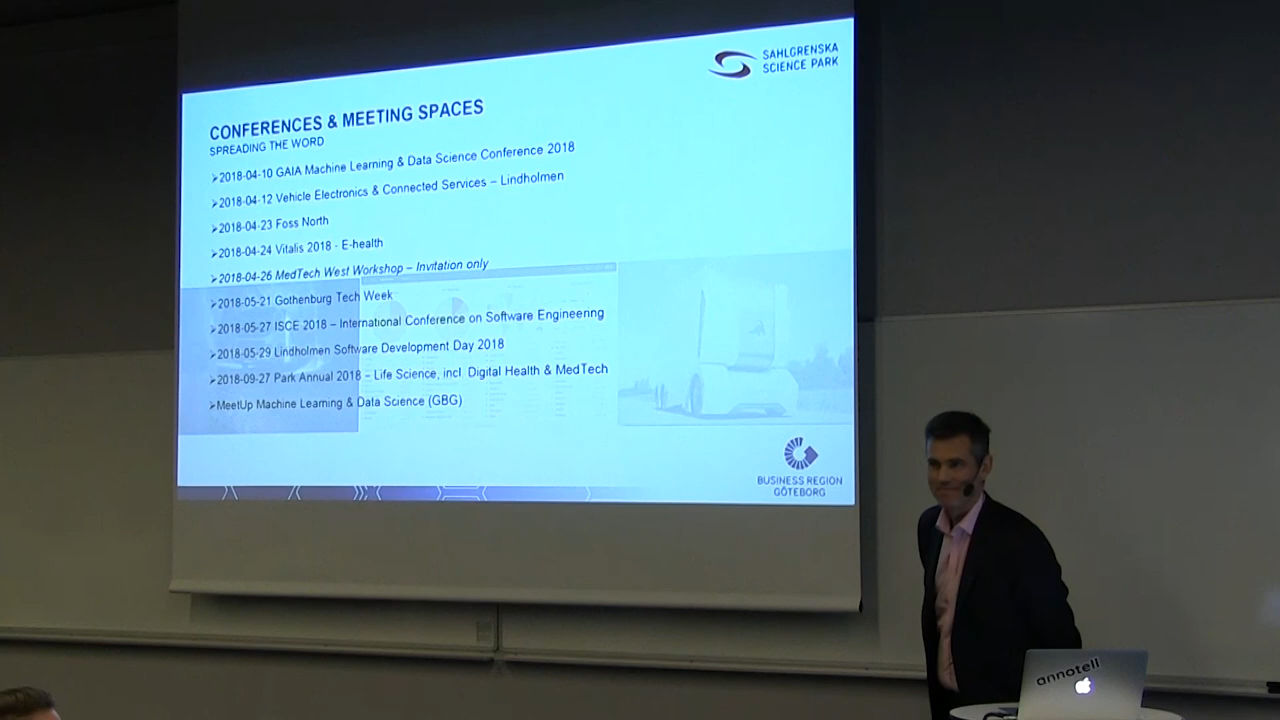 SAHLGRENSKA
SCIENCE PARK
CONFERENCES & MEETING SPACES
SPREADING THE WORD
➢2018-04-10 GAIA Machine Learning & Data Science Conference 2018
➢2018-04-12 Vehicle Electronics & Connected Services – Lindholmen
➢2018-04-23 Foss North
➢2018-04-24 Vitalis 2018 - E-health
➢2018-04-26 MedTech West Workshop – Invitation only
➢2018-05-21 Gothenburg Tech Week
➢2018-05-27 ISCE 2018 – International Conference on Software Engineering
➢2018-05-29 Lindholmen Software Development Day 2018
➢2018-09-27 Park Annual 2018 – Life Science, incl. Digital Health & MedTech
➢MeetUp Machine Learning & Data Science (GBG)
BUSINESS REGION
GÖTEBORG
annotell